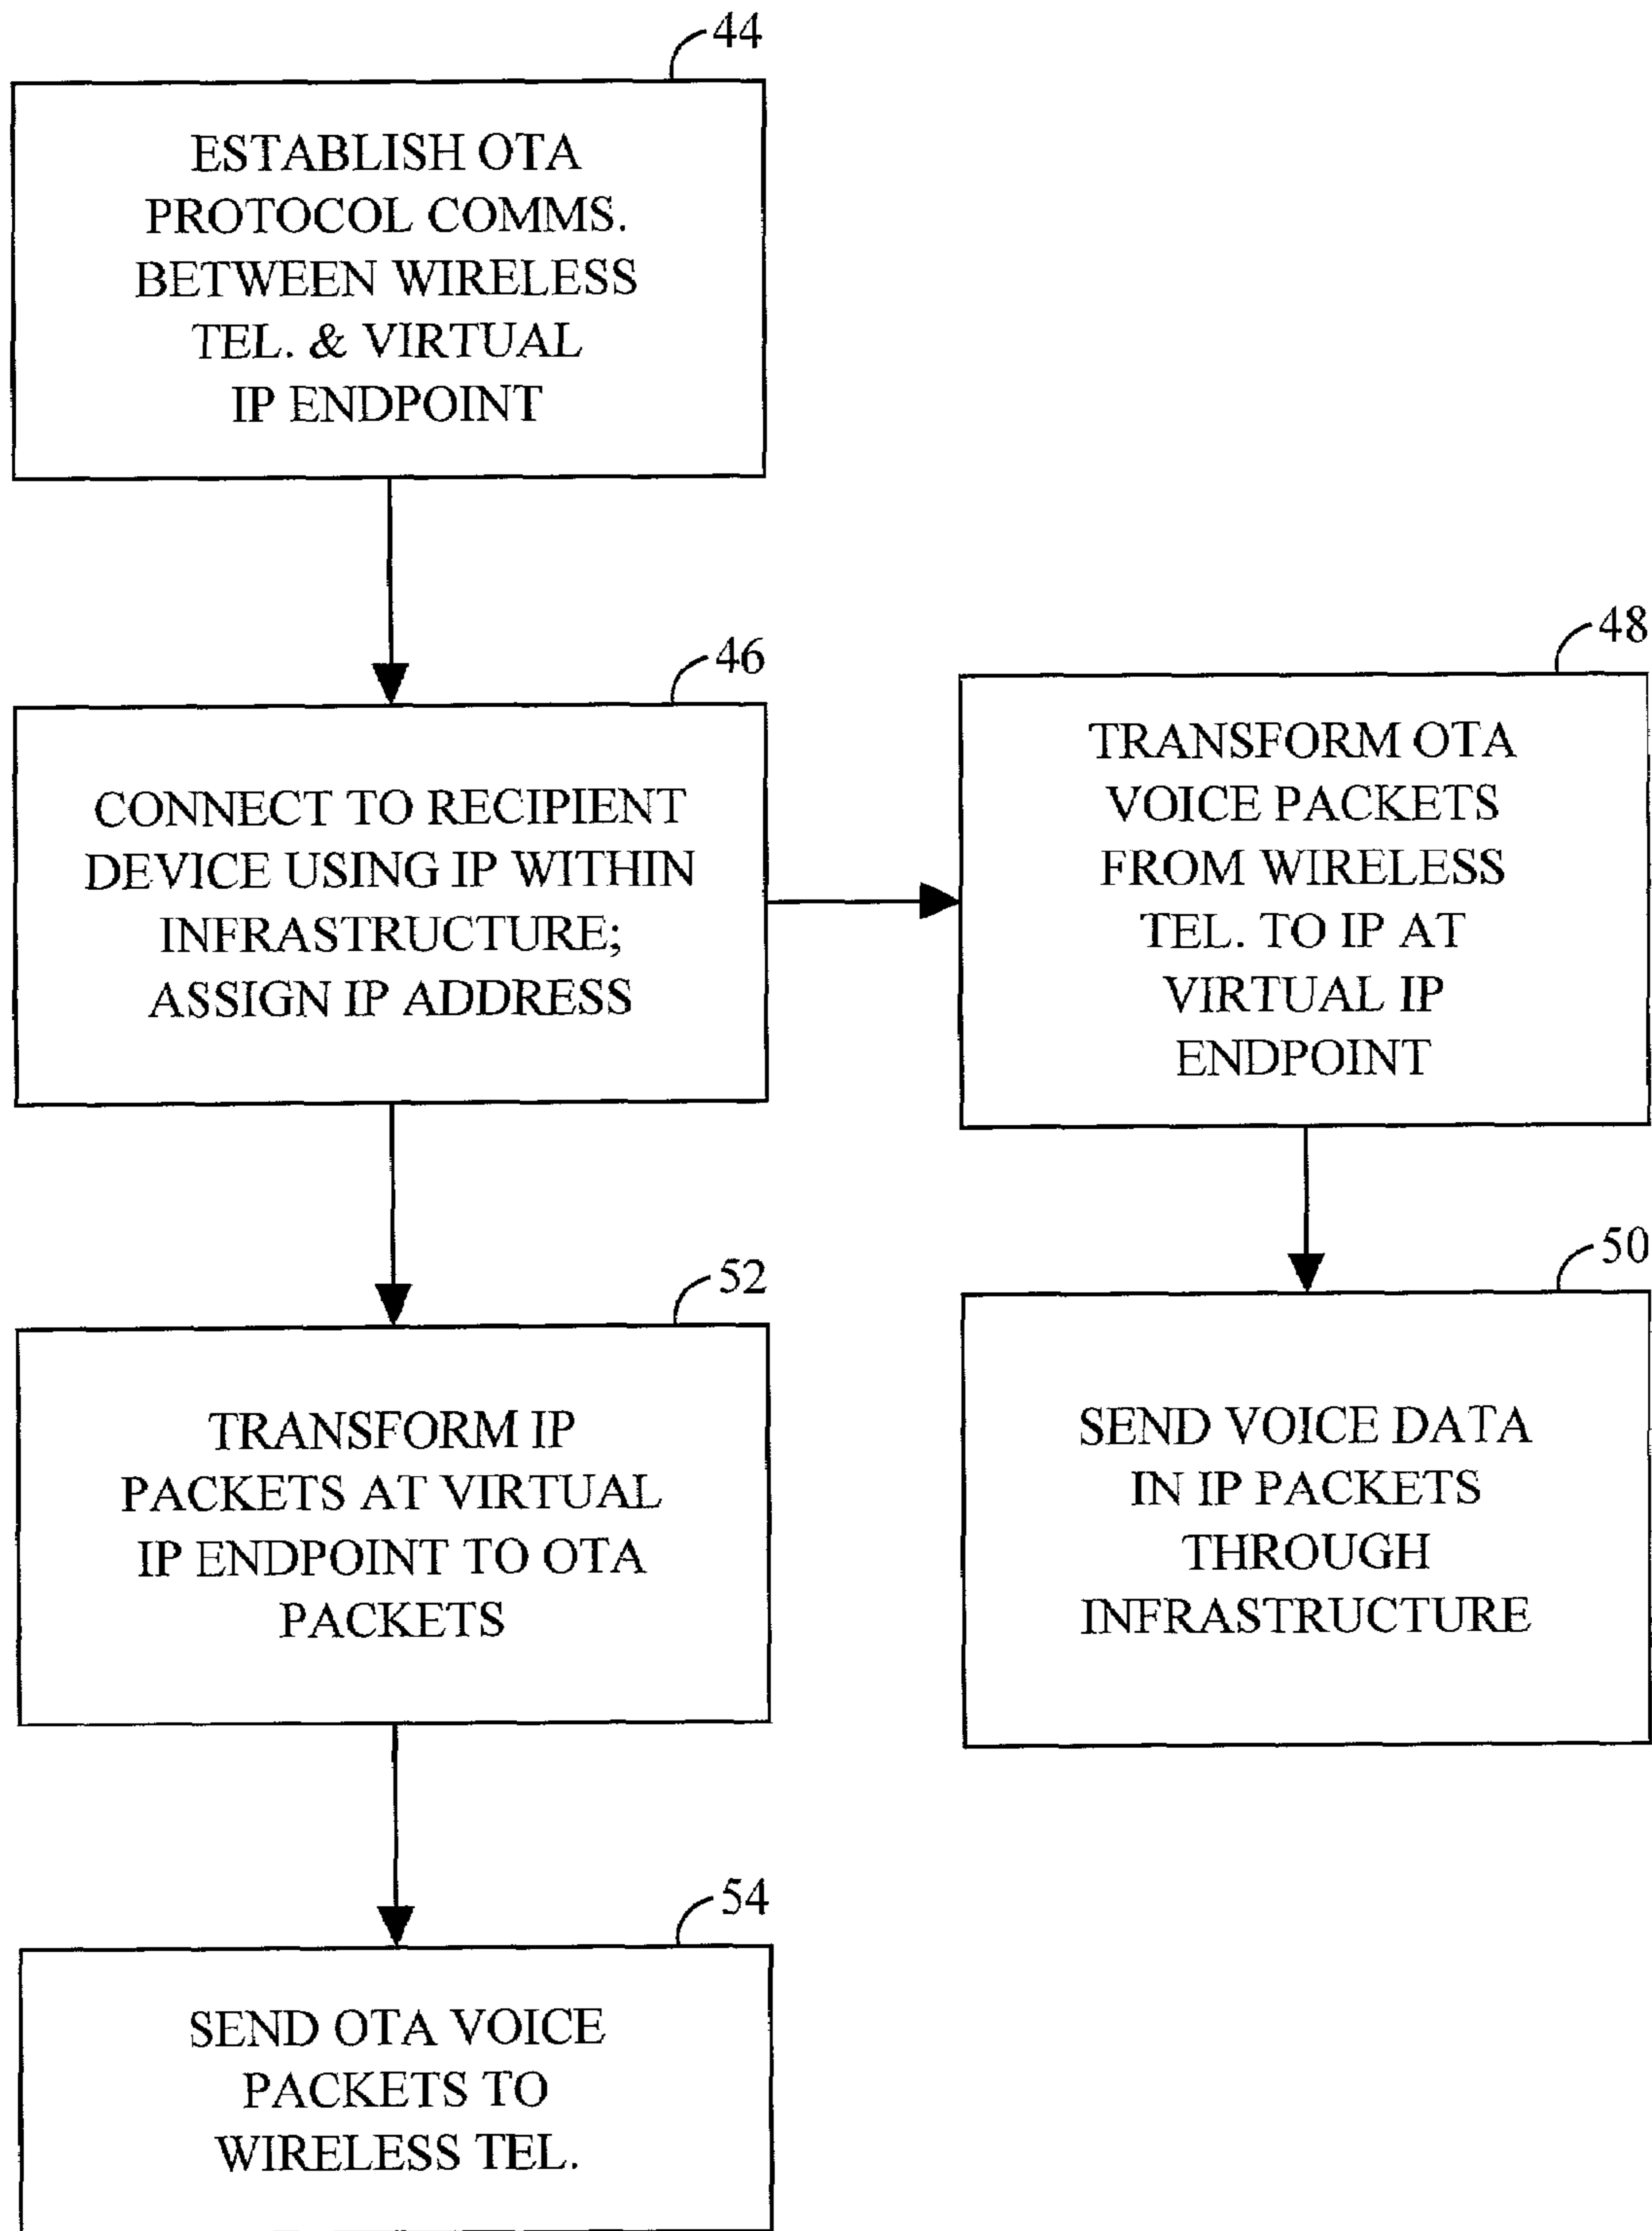 44
ESTABLISH OTA
PROTOCOL COMMS.
BETWEEN WIRELESS
TEL. & VIRTUAL
IP ENDPOINT
46
CONNECT TO RECIPIENT
DEVICE USING IP WITHIN
INFRASTRUCTURE;
ASSIGN IP ADDRESS
48
TRANSFORM OTA
VOICE PACKETS
FROM WIRELESS
TEL. TO IP AT
VIRTUAL IP
ENDPOINT
50
SEND VOICE DATA
IN IP PACKETS
THROUGH
INFRASTRUCTURE
52
TRANSFORM IP
PACKETS AT VIRTUAL
IP ENDPOINT TO OTA
PACKETS
54
SEND OTA VOICE
PACKETS TO
WIRELESS TEL.